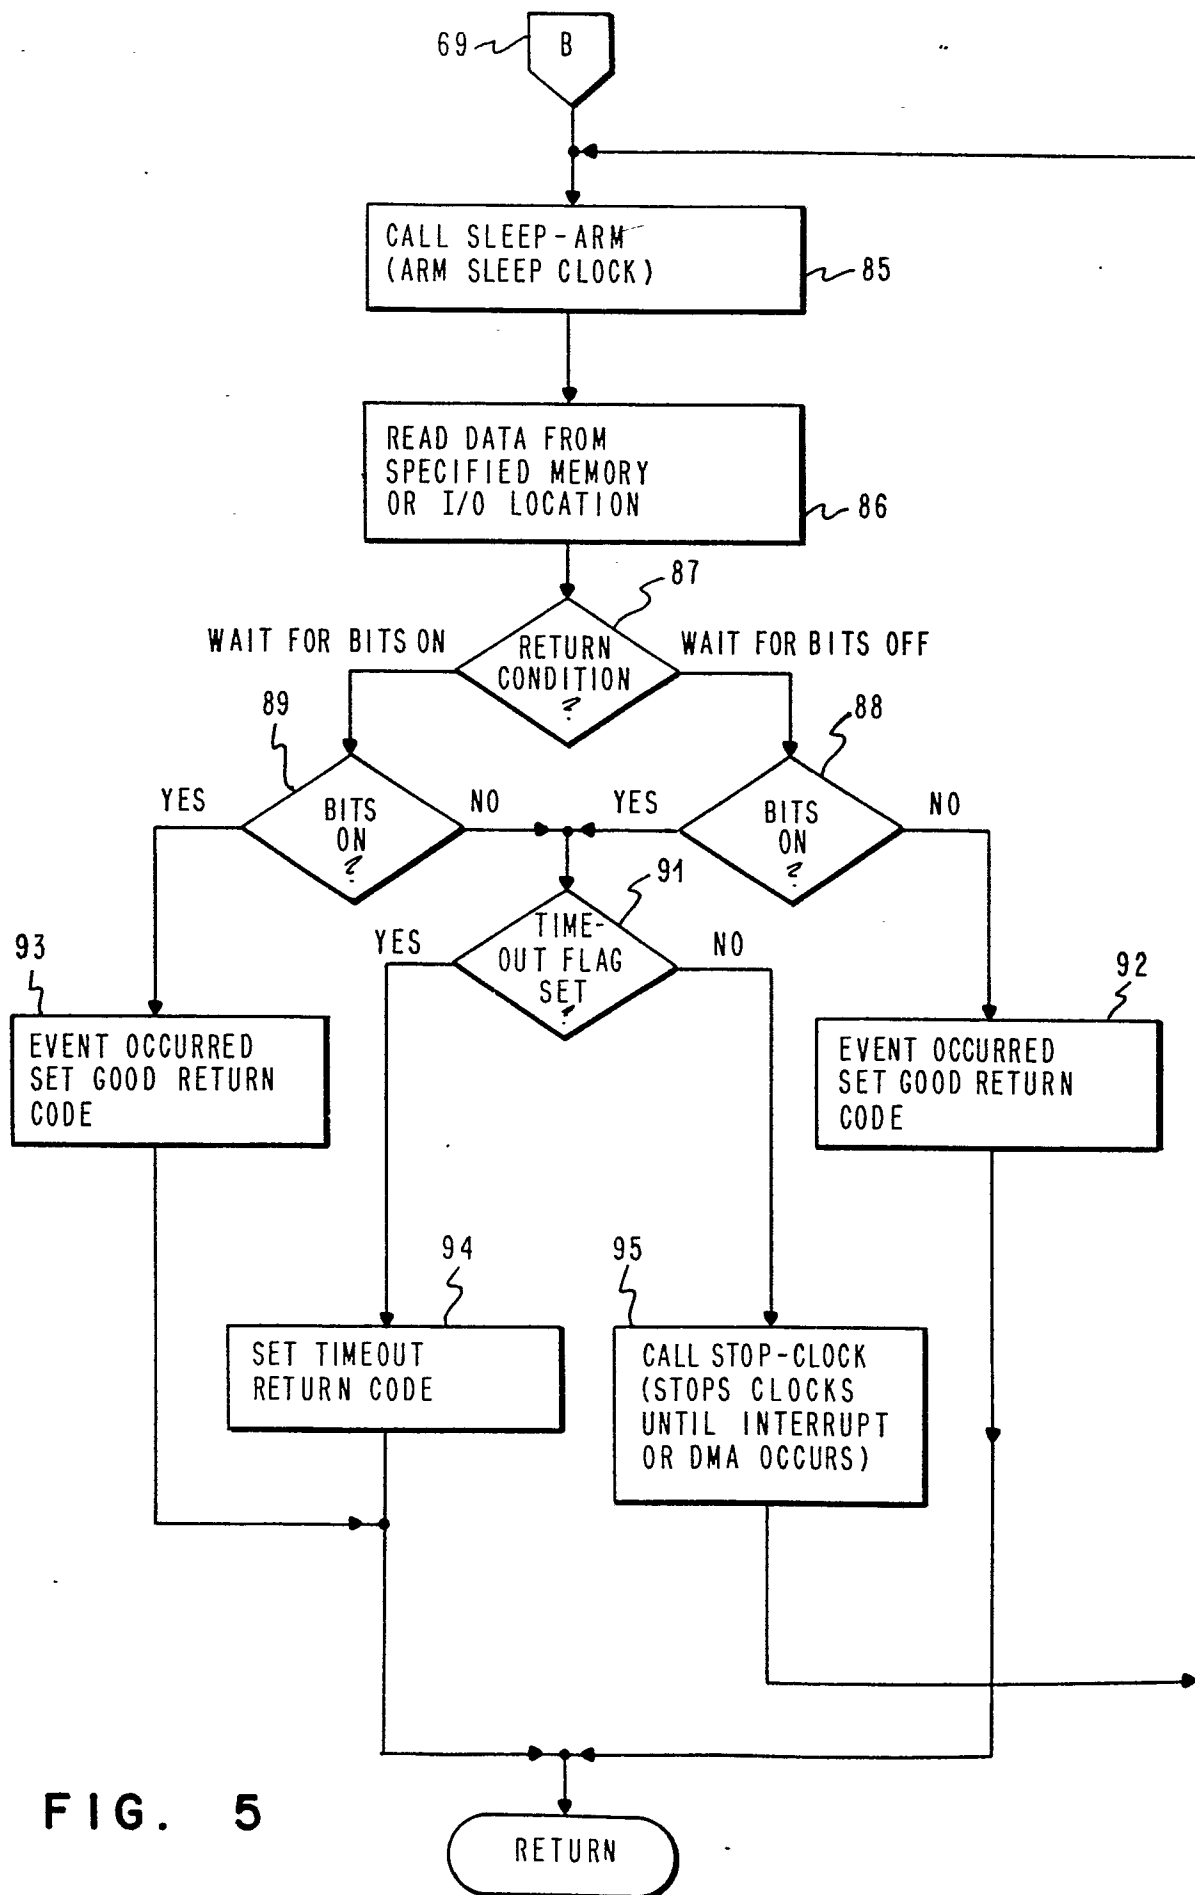 69
B
CALL SLEEP-ARM
(ARM SLEEP CLOCK)
85
READ DATA FROM
SPECIFIED MEMORY
OR I/O LOCATION
86
87
WAIT FOR BITS ON
RETURN
CONDITION
?
WAIT FOR BITS OFF
89
88
YES
BITS
ON
?
NO
YES
BITS
ON
?
NO
91
YES
TIME-
OUT FLAG
SET
?
NO
93
92
EVENT OCCURRED
SET GOOD RETURN
CODE
EVENT OCCURRED
SET GOOD RETURN
CODE
94
95
SET TIMEOUT
RETURN CODE
CALL STOP-CLOCK
(STOPS CLOCKS
UNTIL INTERRUPT
OR DMA OCCURS)
FIG. 5
RETURN